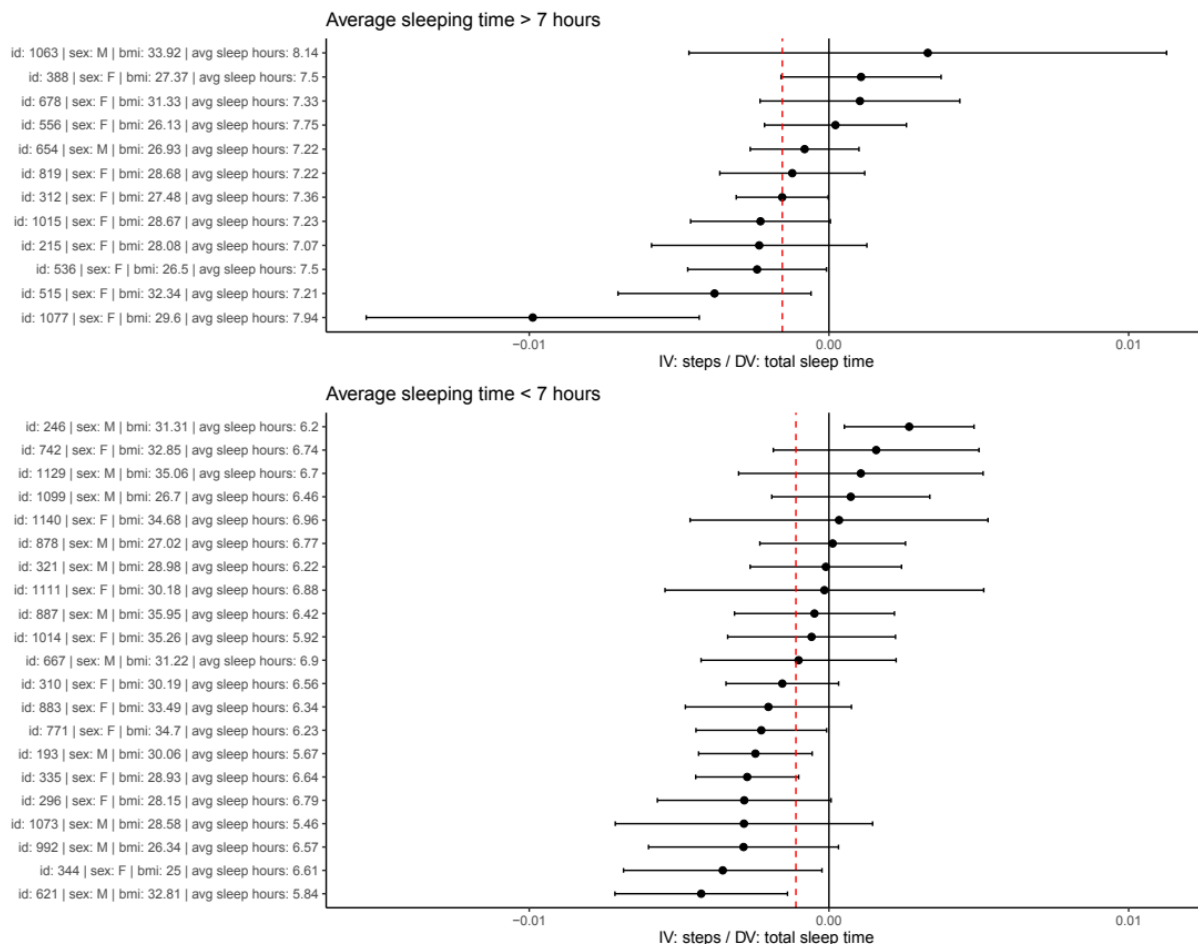 Average sleeping time > 7 hours
id: 1063 | sex: M | bmi: 33.92 | avg sleep hours: 8.14
id: 388 | sex: F | bmi: 27.37 | avg sleep hours: 7.5
id: 678 | sex: F | bmi: 31.33 | avg sleep hours: 7.33
id: 556 | sex: F | bmi: 26.13 | avg sleep hours: 7.75
id: 654 | sex: M | bmi: 26.93 | avg sleep hours: 7.22
id: 819 | sex: F | bmi: 28.68 | avg sleep hours: 7.22
id: 312 | sex: F | bmi: 27.48 | avg sleep hours: 7.36
id: 1015 | sex: F | bmi: 28.67 | avg sleep hours: 7.23
id: 215 | sex: F | bmi: 28.08 | avg sleep hours: 7.07
id: 536 | sex: F | bmi: 26.5 | avg sleep hours: 7.5
id: 515 | sex: F | bmi: 32.34 | avg sleep hours: 7.21
id: 1077 | sex: F | bmi: 29.6 | avg sleep hours: 7.94
−0.01 0.00 0.01
IV: steps / DV: total sleep time
Average sleeping time < 7 hours
id: 246 | sex: M | bmi: 31.31 | avg sleep hours: 6.2
id: 742 | sex: F | bmi: 32.85 | avg sleep hours: 6.74
id: 1129 | sex: M | bmi: 35.06 | avg sleep hours: 6.7
id: 1099 | sex: M | bmi: 26.7 | avg sleep hours: 6.46
id: 1140 | sex: F | bmi: 34.68 | avg sleep hours: 6.96
id: 878 | sex: M | bmi: 27.02 | avg sleep hours: 6.77
id: 321 | sex: M | bmi: 28.98 | avg sleep hours: 6.22
id: 1111 | sex: F | bmi: 30.18 | avg sleep hours: 6.88
id: 887 | sex: M | bmi: 35.95 | avg sleep hours: 6.42
id: 1014 | sex: F | bmi: 35.26 | avg sleep hours: 5.92
id: 667 | sex: M | bmi: 31.22 | avg sleep hours: 6.9
id: 310 | sex: F | bmi: 30.19 | avg sleep hours: 6.56
id: 883 | sex: F | bmi: 33.49 | avg sleep hours: 6.34
id: 771 | sex: F | bmi: 34.7 | avg sleep hours: 6.23
id: 193 | sex: M | bmi: 30.06 | avg sleep hours: 5.67
id: 335 | sex: F | bmi: 28.93 | avg sleep hours: 6.64
id: 296 | sex: F | bmi: 28.15 | avg sleep hours: 6.79
id: 1073 | sex: M | bmi: 28.58 | avg sleep hours: 5.46
id: 992 | sex: M | bmi: 26.34 | avg sleep hours: 6.57
id: 344 | sex: F | bmi: 25 | avg sleep hours: 6.61
id: 621 | sex: M | bmi: 32.81 | avg sleep hours: 5.84
−0.01 0.00 0.01
IV: steps / DV: total sleep time